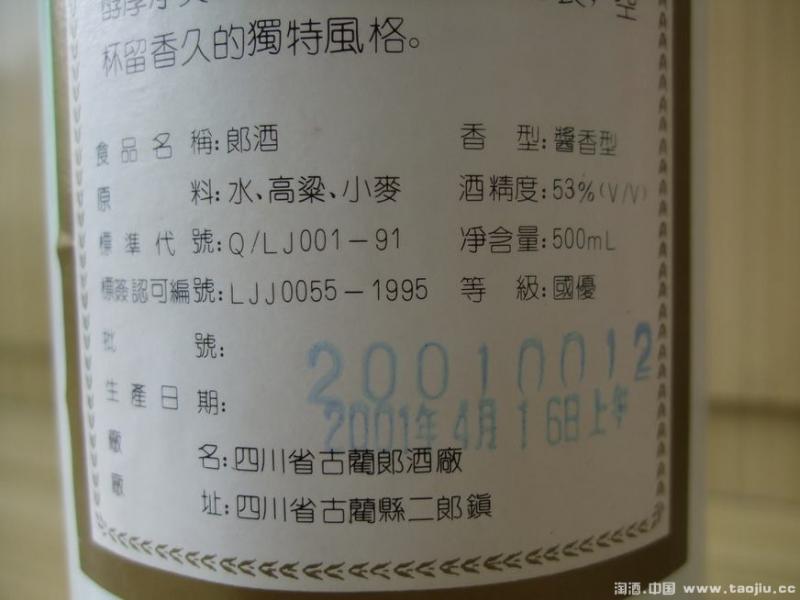 杯留香久的獨特風格。
食品名稱:郎酒 香型:醬香型
原料:水、高粱、小麥 酒精度:53%(V/V)
標準代號:Q/LJ001-91 净含量:500mL
標簽認可編號:LJJ0055-1995 等級:國優
批號:
20010012
生產日期:
2001年4月16日上午
廠名:四川省古藺郎酒廠
廠址:四川省古藺縣二郎鎮
淘酒.中国 www.taojiu.cc